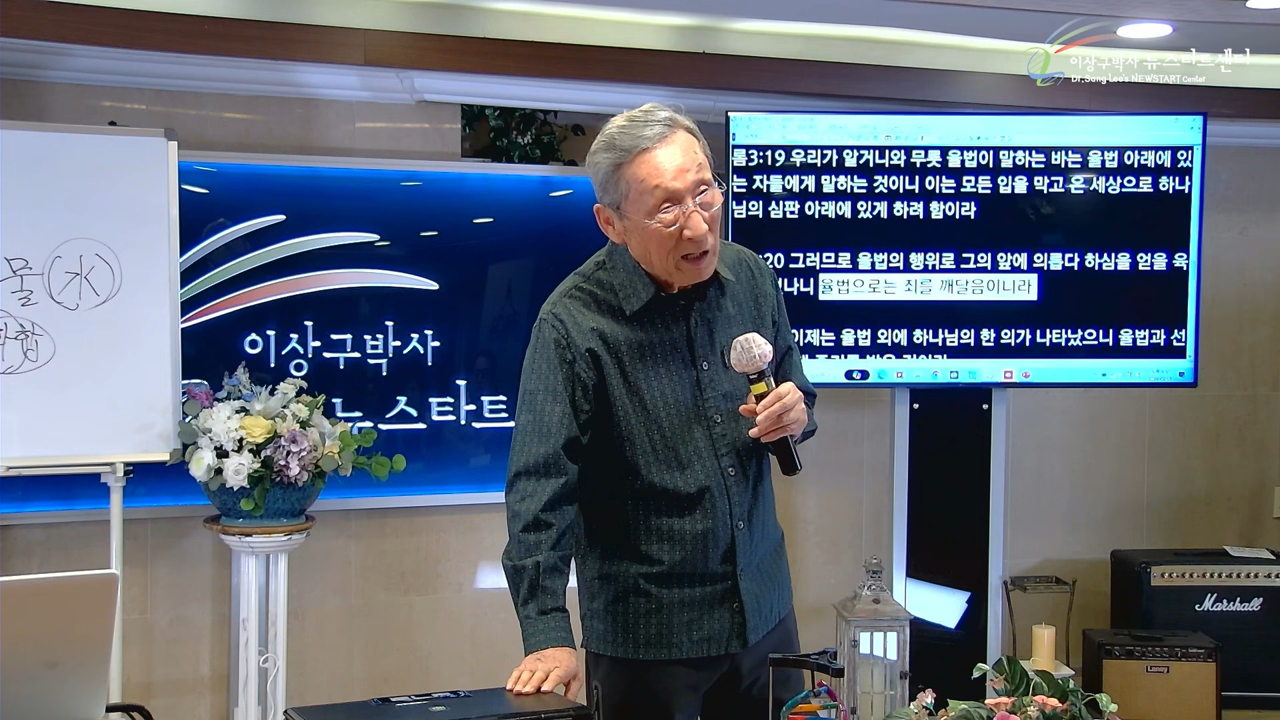 이상구박사 뉴스타트센터
Dr. Sang Lee's NEWSTART Center
롬3:19 우리가 알거니와 무릇 율법이 말하는 바는 율법 아래에 있
는 자들에게 말하는 것이니 이는 모든 입을 막고 온 세상으로 하나
님의 심판 아래에 있게 하려 함이라
:20 그러므로 율법의 행위로 그의 앞에 의롭다 하심을 얻을 육
나니 율법으로는 죄를 깨달음이니라
이제는 율법 외에 하나님의 한 의가 나타났으니 율법과 선
물 (水)
합
이상구박사
뉴스타트
Marshall
Laney